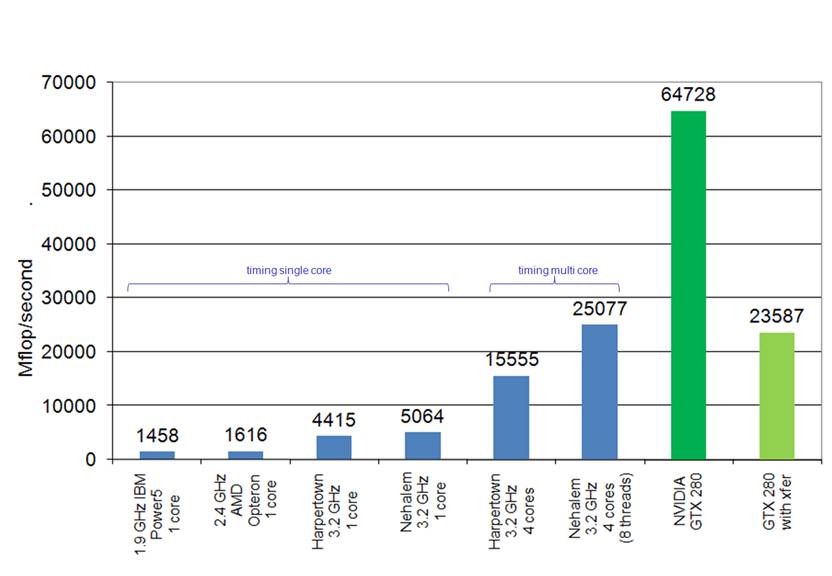 70000
60000
50000
40000
30000
20000
10000
0
Mflop/second
timing single core
timing multi core
1458
1616
4415
5064
15555
25077
64728
23587
1.9 GHz IBM
Power5
1 core
2.4 GHz
AMD
Opteron
1 core
Harpertown
3.2 GHz
1 core
Nehalem
3.2 GHz
1 core
Harpertown
3.2 GHz
4 cores
Nehalem
3.2 GHz
4 cores
(8 threads)
NVIDIA
GTX 280
GTX 280
with xfer